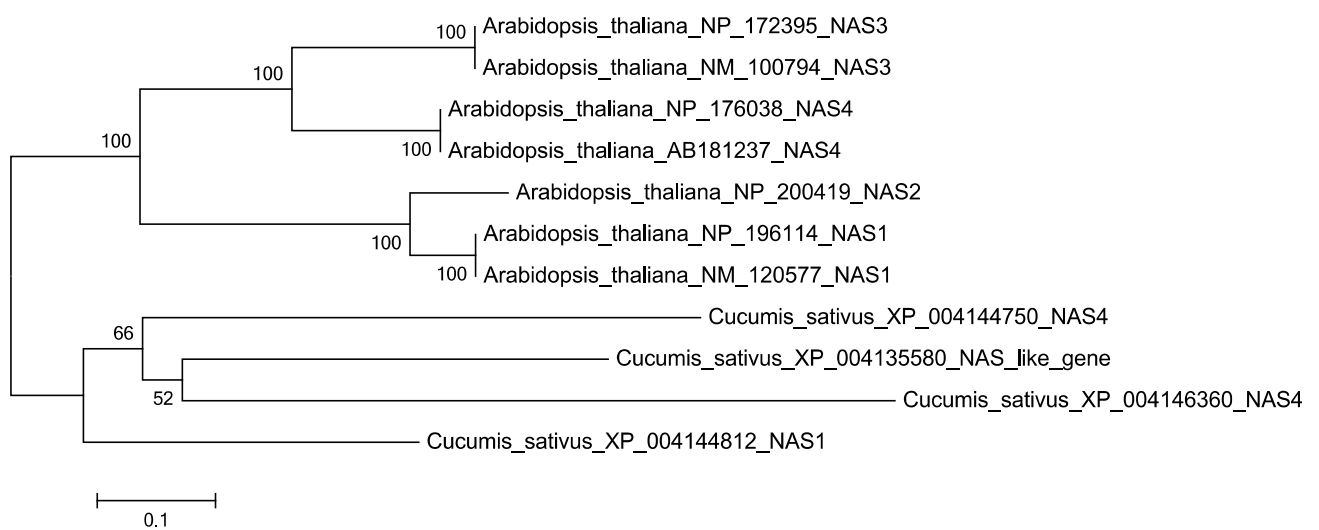 100 Arabidopsis_thaliana_NP_172395_NAS3
100 Arabidopsis_thaliana_NM_100794_NAS3
Arabidopsis_thaliana_NP_176038_NAS4
100
100 Arabidopsis_thaliana_AB181237_NAS4
Arabidopsis_thaliana_NP_200419_NAS2
100 Arabidopsis_thaliana_NP_196114_NAS1
100 Arabidopsis_thaliana_NM_120577_NAS1
Cucumis_sativus_XP_004144750_NAS4
66
Cucumis_sativus_XP_004135580_NAS_like_gene
52 Cucumis_sativus_XP_004146360_NAS4
Cucumis_sativus_XP_004144812_NAS1
0.1